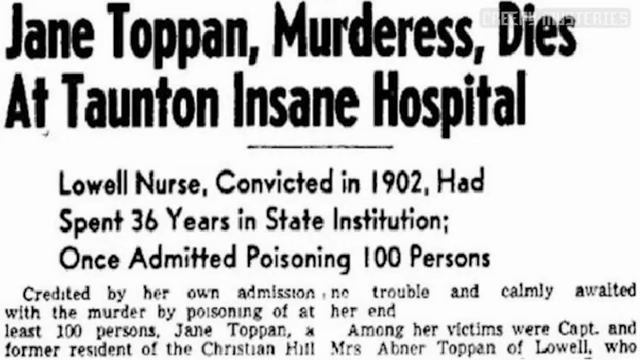 CREEPY MYSTERIES
Jane Toppan, Murderess, Dies
At Taunton Insane Hospital
Lowell Nurse, Convicted in 1902, Had
Spent 36 Years in State Institution;
Once Admitted Poisoning 100 Persons
Credited by her own admission
with the murder by poisoning of at
least 100 persons, Jane Toppan, a
former resident of the Christian Hill
no trouble and calmly awaited
her end
Among her victims were Capt. and
Mrs Abner Toppan of Lowell, who